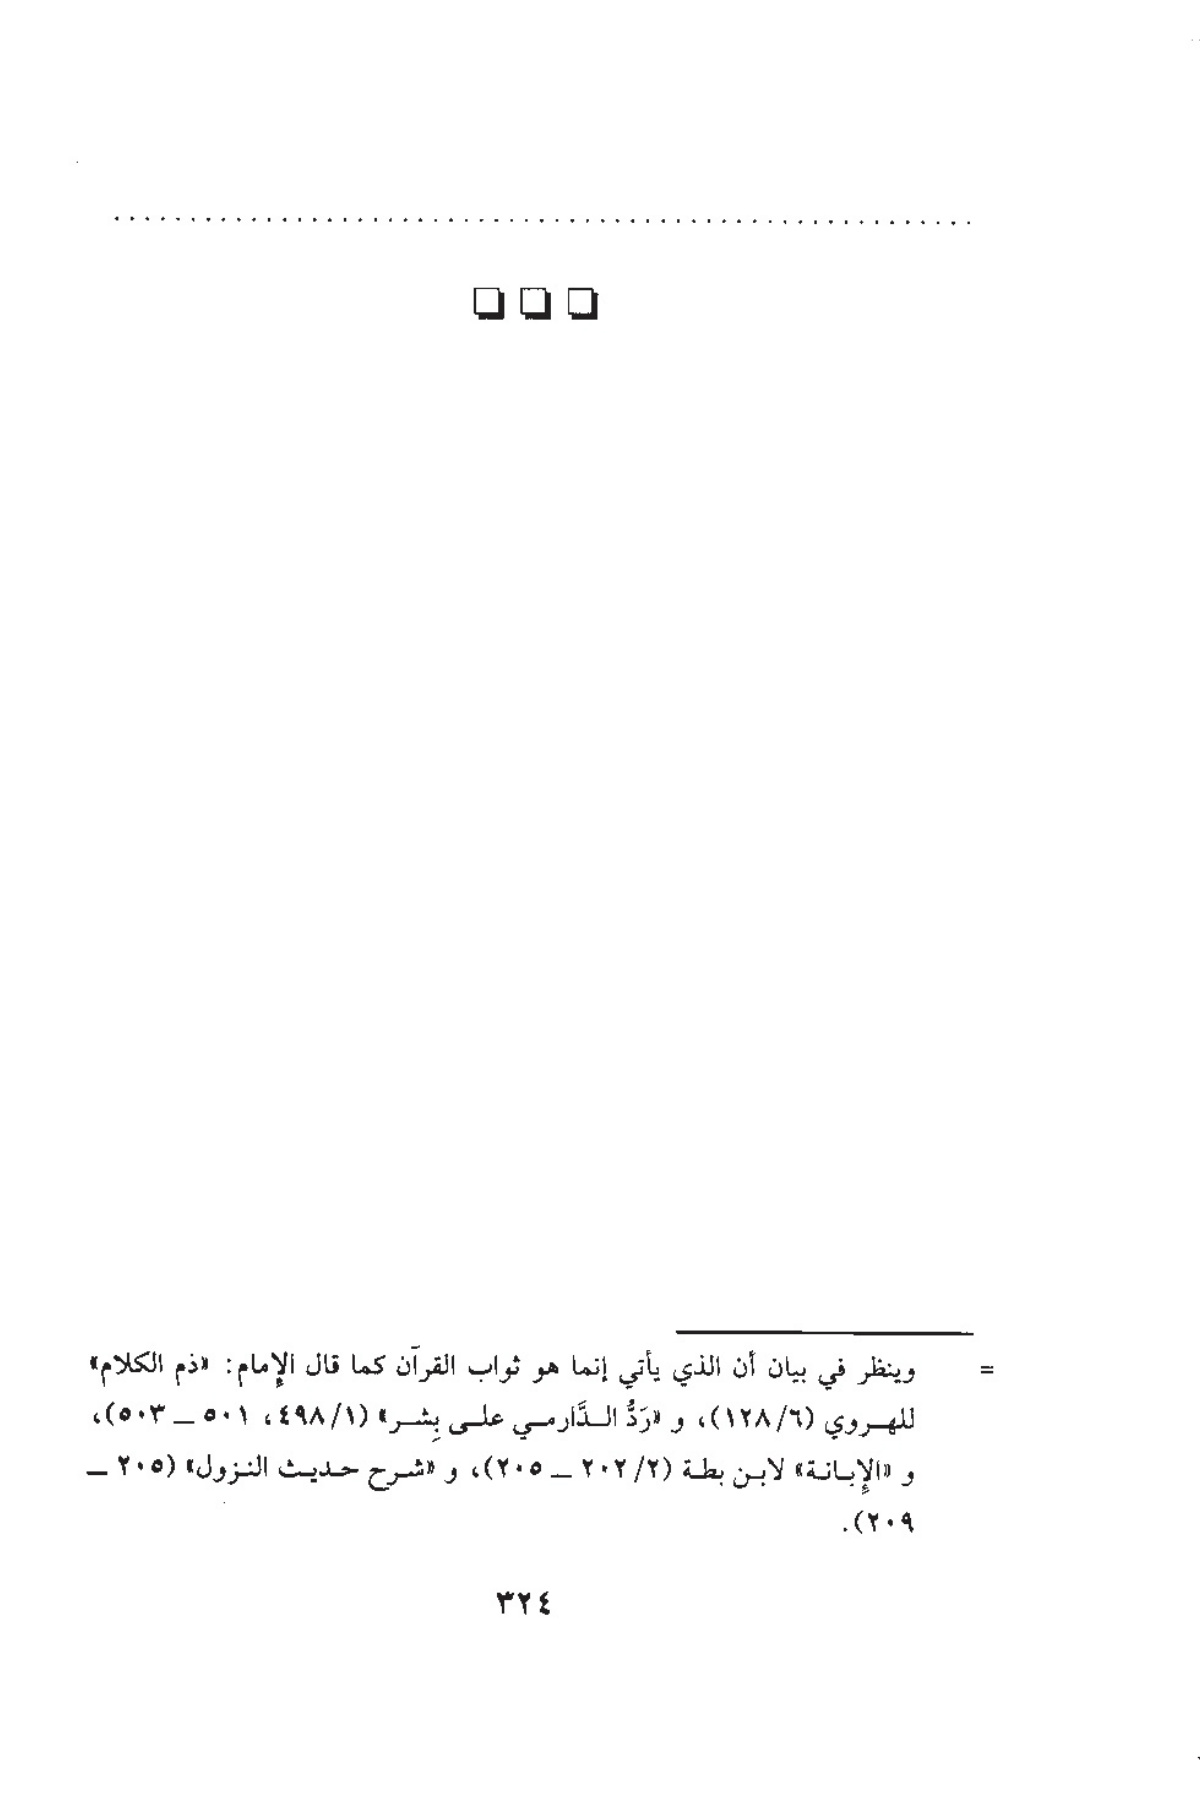 . . . . . . . . . . . . . . . . . . . . . . . . . . . . . . . . . . . . . . . . . . . . . . . . . . . . . . . . .
❑ ❑ ❑
= وينظر في بيان أن الذي يأتي إنما هو ثواب القرآن كما قال الإمام: «ذم الكلام»
للهروي (٦/ ١٢٨)، و «رَدُّ الدَّارمي على بِشر» (١/ ٤٩٨، ٥٠١ ــ ٥٠٣)،
و «الإبانة» لابن بطة (٢/ ٢٠٢ ــ ٢٠٥)، و «شرح حديث النزول» (٢٠٥ ــ
٢٠٩).
٣٢٤